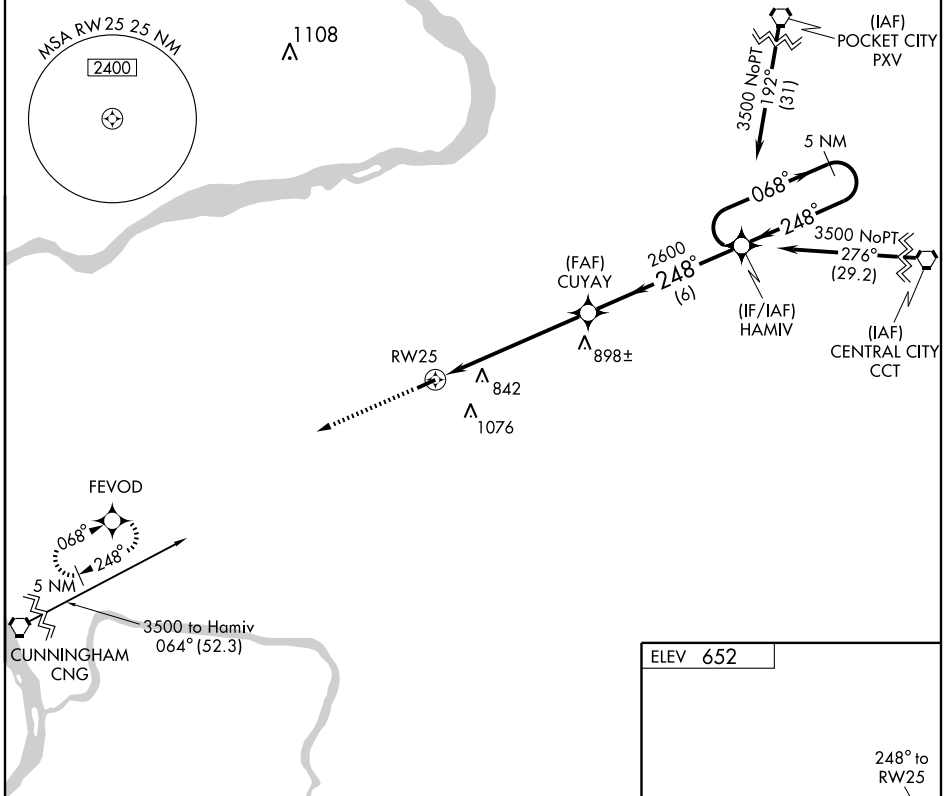 MSA RW25 25 NM
2400
1108
(IAF)
POCKET CITY
PXV
3500 NoPT
192°
(31)
5 NM
068°
248°
3500 NoPT
276°
(29.2)
(IAF)
CENTRAL CITY
CCT
(IF/IAF)
HAMIV
2600
248°
(6)
(FAF)
CUYAY
898±
RW25
842
1076
FEVOD
068°
248°
5 NM
3500 to Hamiv
064° (52.3)
CUNNINGHAM
CNG
ELEV 652
248° to
RW25